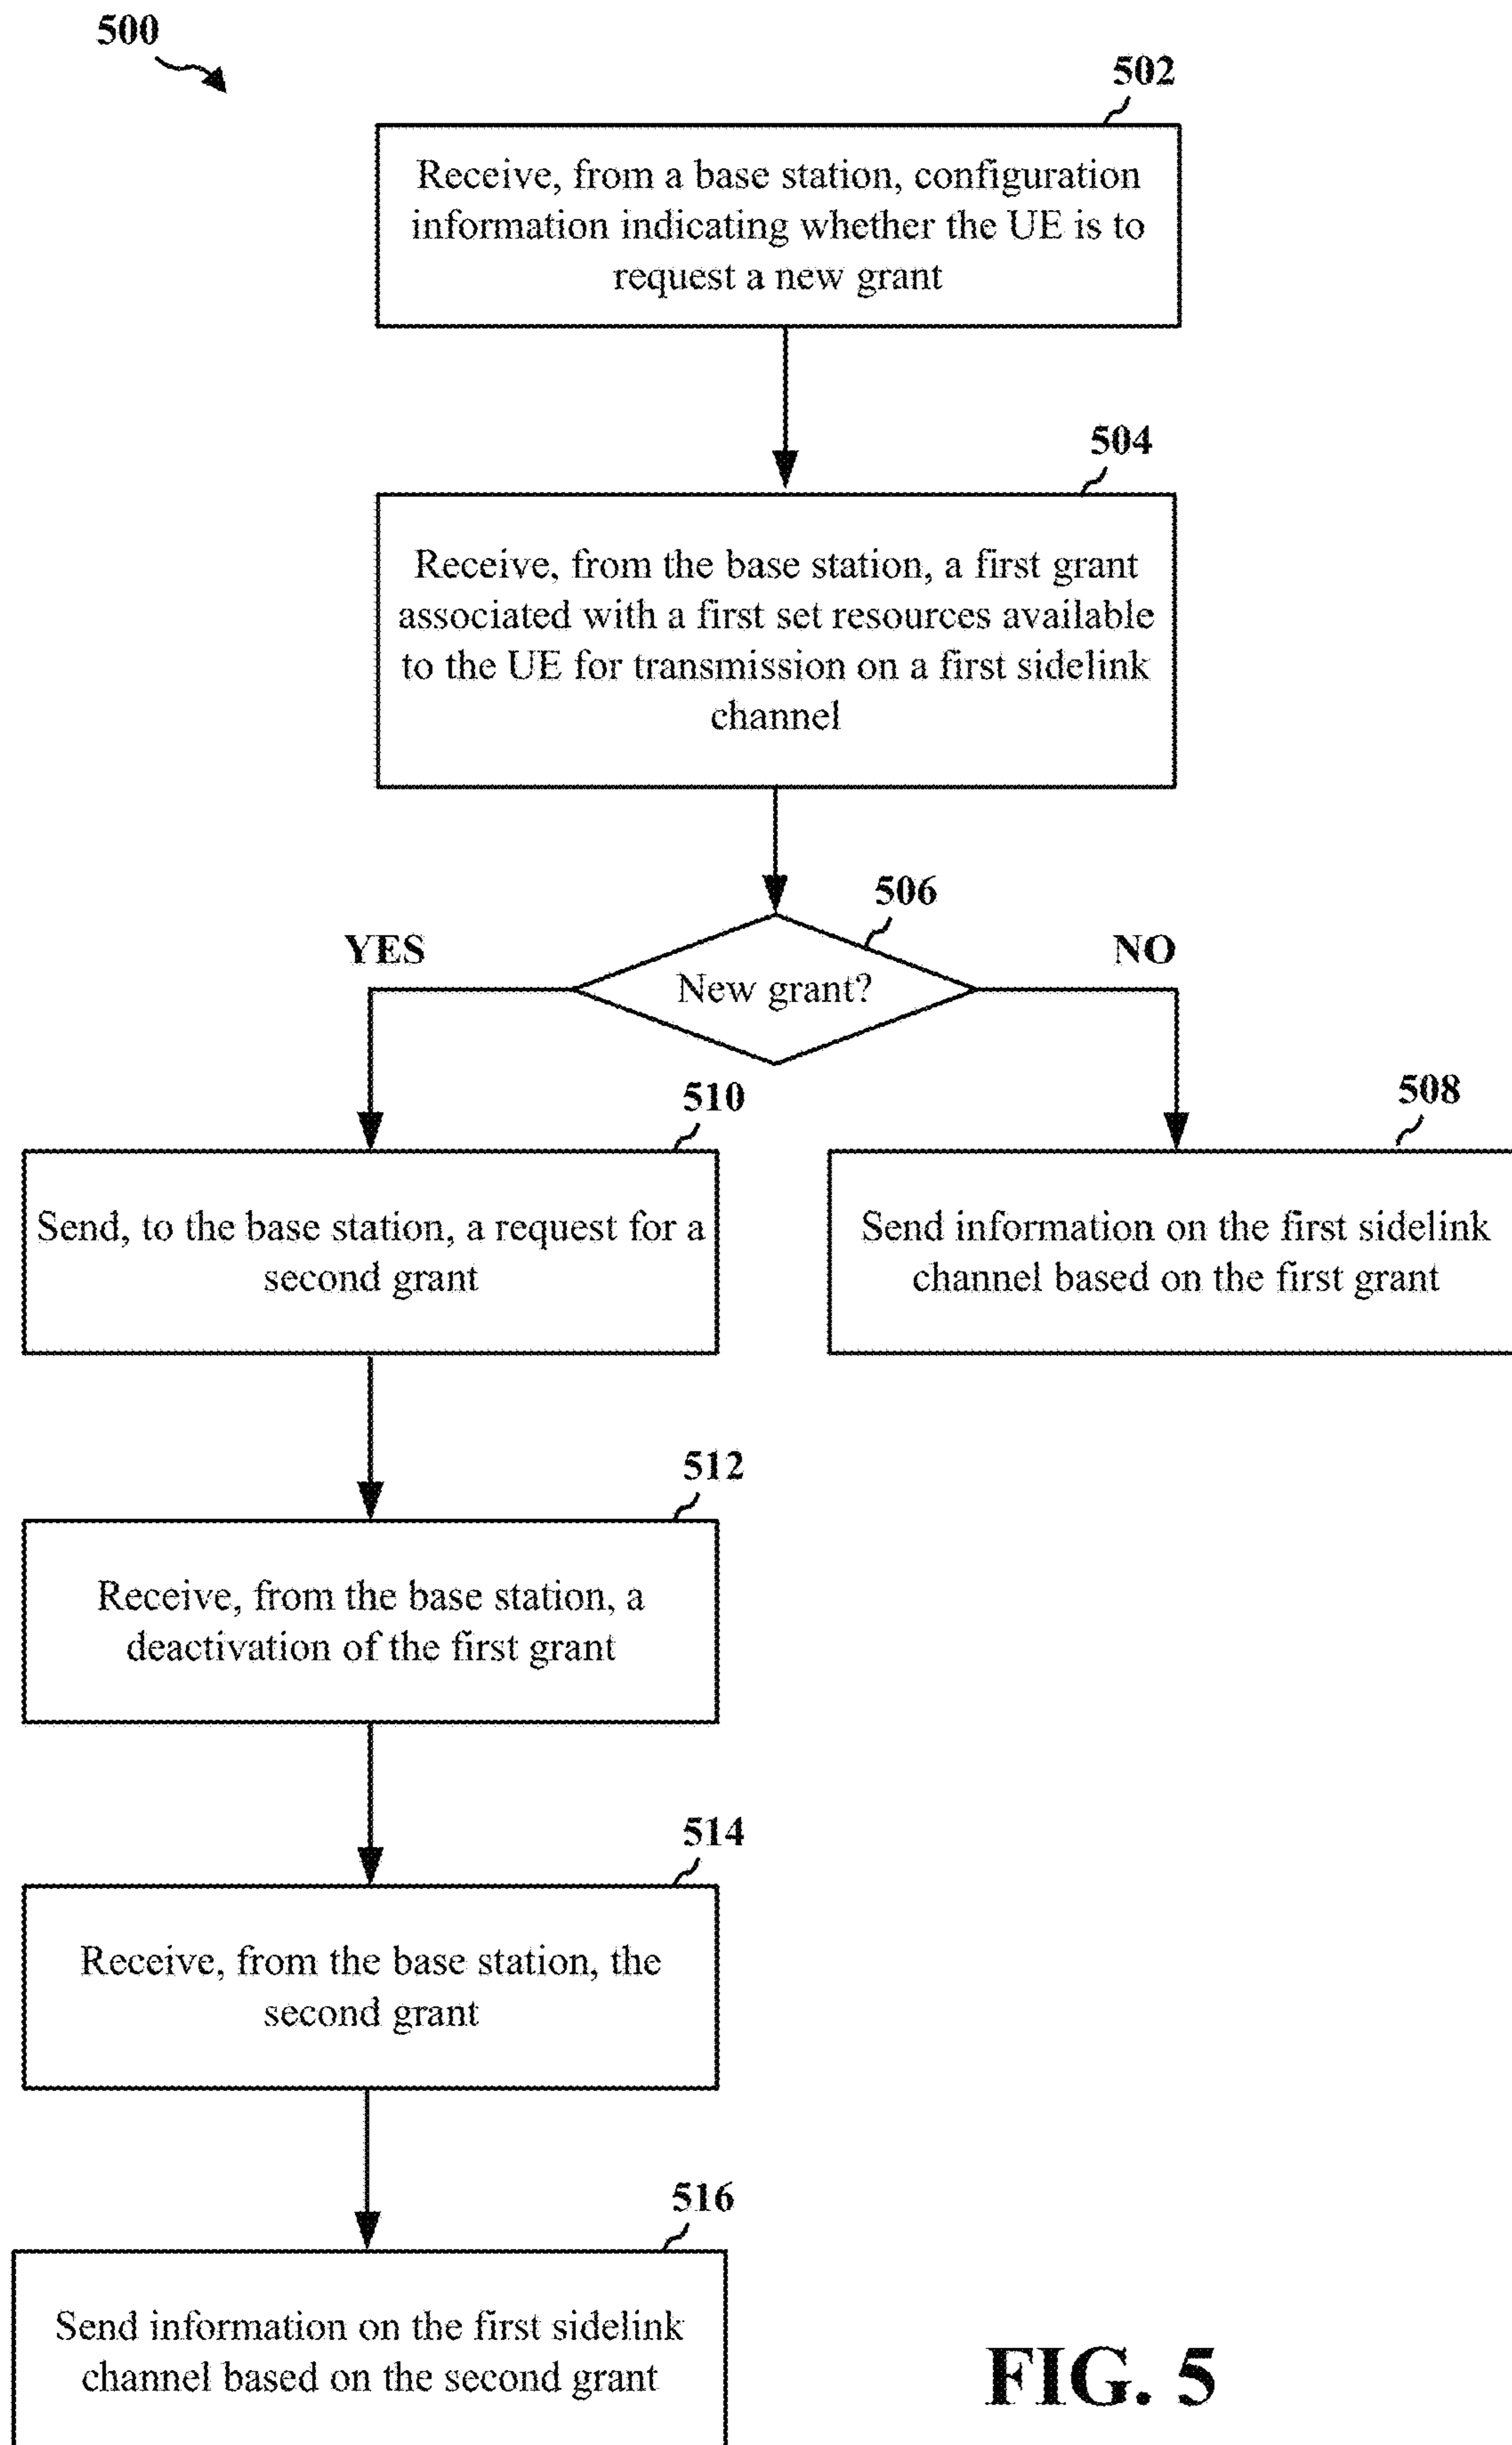 500
502
Receive, from a base station, configuration
information indicating whether the UE is to
request a new grant
504
Receive, from the base station, a first grant
associated with a first set resources available
to the UE for transmission on a first sidelink
channel
506
YES
New grant?
NO
510
508
Send, to the base station, a request for a
second grant
Send information on the first sidelink
channel based on the first grant
512
Receive, from the base station, a
deactivation of the first grant
514
Receive, from the base station, the
second grant
516
Send information on the first sidelink
channel based on the second grant
FIG. 5